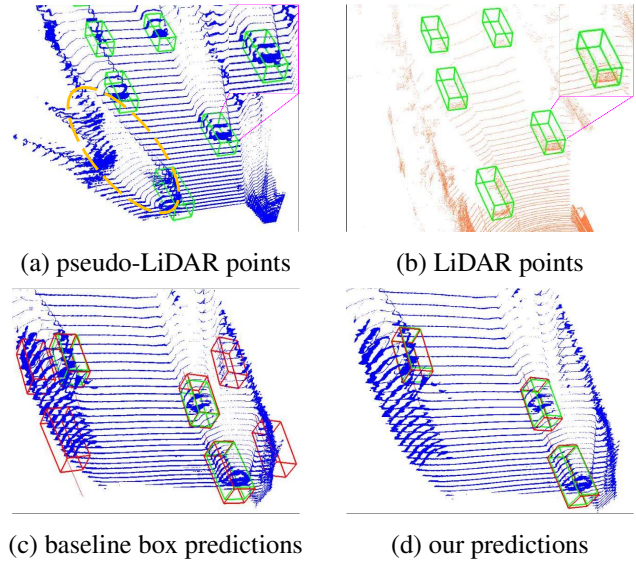 (a) pseudo-LiDAR points
(b) LiDAR points
(c) baseline box predictions
(d) our predictions